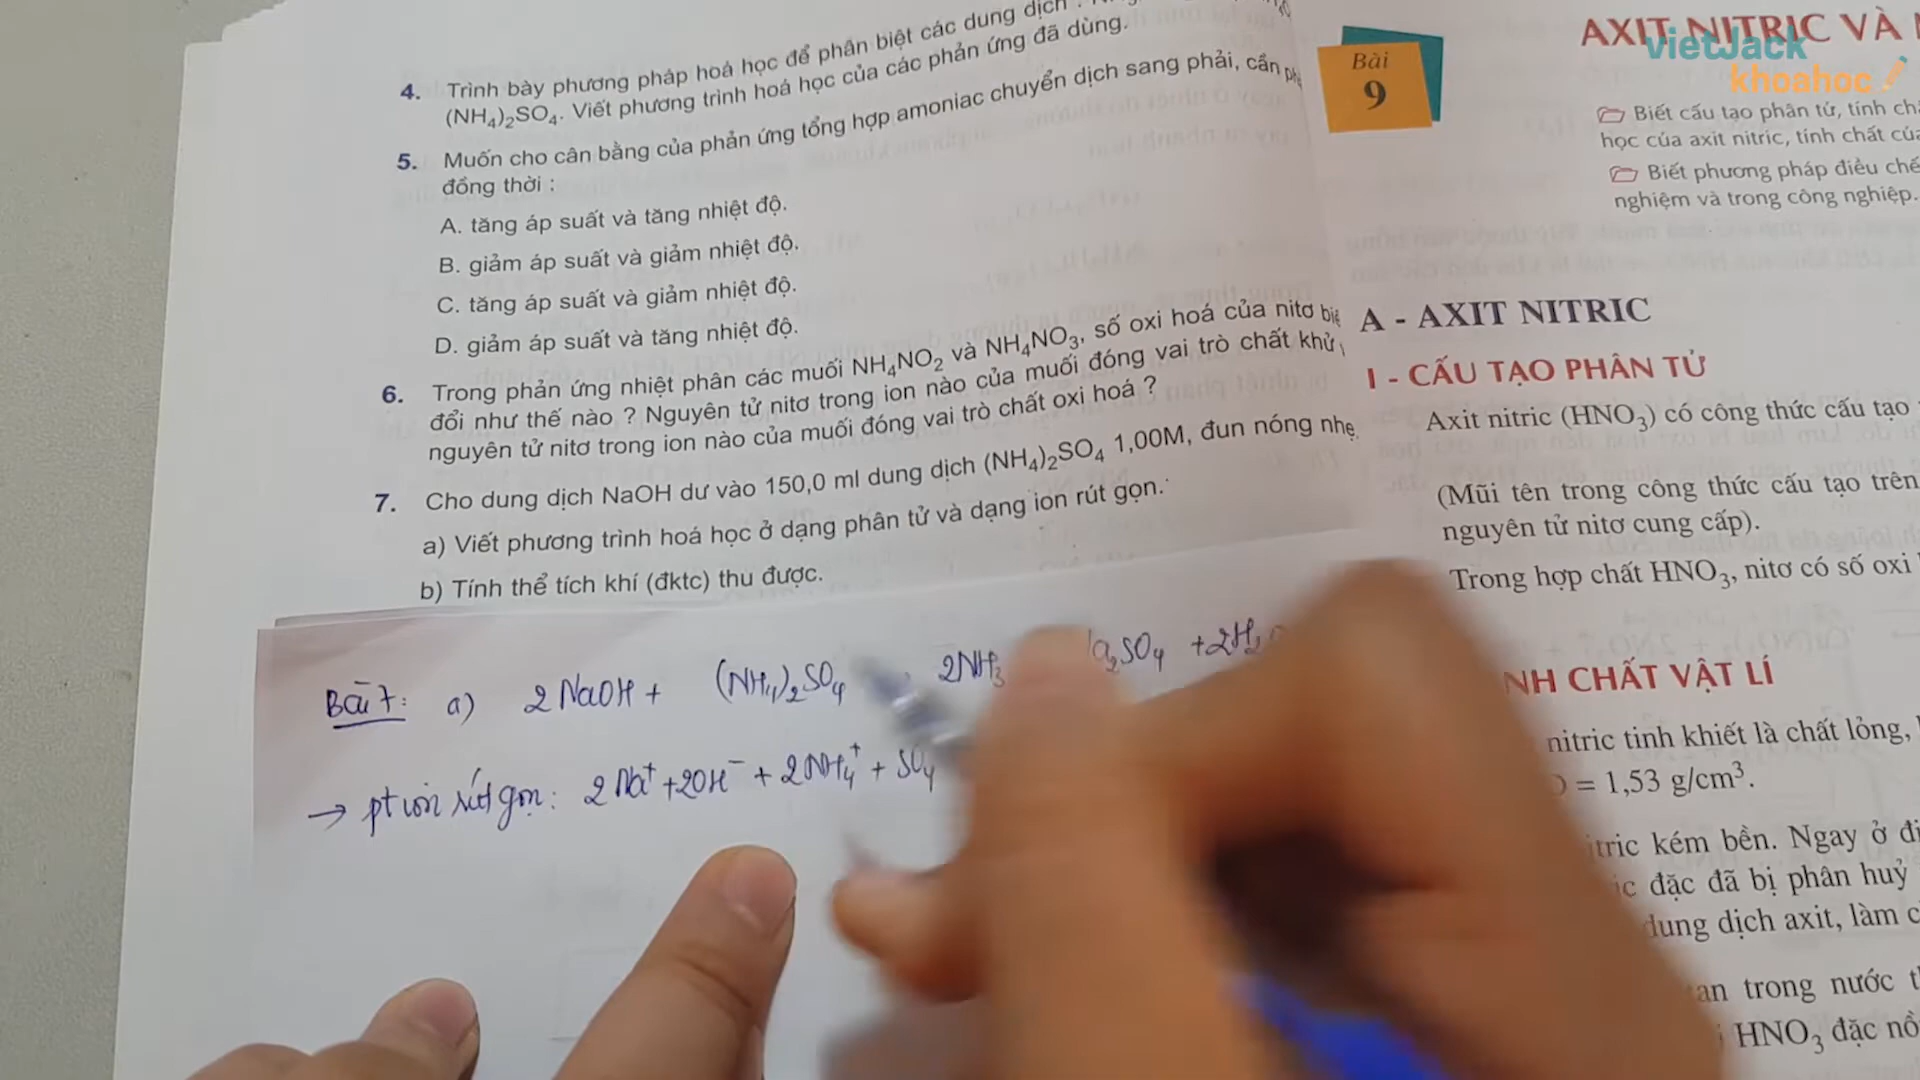 4. Trình bày phương pháp hoá học để phân biệt các dung dịch :
(NH4)2SO4. Viết phương trình hoá học của các phản ứng đã dùng.
5. Muốn cho cân bằng của phản ứng tổng hợp amoniac chuyển dịch sang phải, cần
đồng thời :
A. tăng áp suất và tăng nhiệt độ.
B. giảm áp suất và giảm nhiệt độ.
C. tăng áp suất và giảm nhiệt độ.
D. giảm áp suất và tăng nhiệt độ.
6. Trong phản ứng nhiệt phân các muối NH4NO2 và NH4NO3, số oxi hoá của nitơ
đổi như thế nào ? Nguyên tử nitơ trong ion nào của muối đóng vai trò chất khử
nguyên tử nitơ trong ion nào của muối đóng vai trò chất oxi hoá ?
7. Cho dung dịch NaOH dư vào 150,0 ml dung dịch (NH4)2SO4 1,00M, đun nóng nhẹ.
a) Viết phương trình hoá học ở dạng phân tử và dạng ion rút gọn.
b) Tính thể tích khí (đktc) thu được.
Bài 7: a) 2NaOH + (NH4)2SO4 2NH3 SO4 + 2H2
→ pt ion rút gọn: 2Na+ + 2OH− + 2NH4+ + SO4
Bài
9
AXIT NITRIC VÀ
vietJack
khoahoc
Biết cấu tạo phân tử, tính
học của axit nitric, tính chất
Biết phương pháp điều chế
nghiệm và trong công nghiệp.
A - AXIT NITRIC
I - CẤU TẠO PHÂN TỬ
Axit nitric (HNO3) có công thức cấu tạo
(Mũi tên trong công thức cấu tạo trên
nguyên tử nitơ cung cấp).
Trong hợp chất HNO3, nitơ có số oxi
CHẤT VẬT LÍ
nitric tinh khiết là chất lỏng,
= 1,53 g/cm3.
kém bền. Ngay ở
đặc đã bị phân huỷ
dung dịch axit, làm
tan trong nước
HNO3 đặc